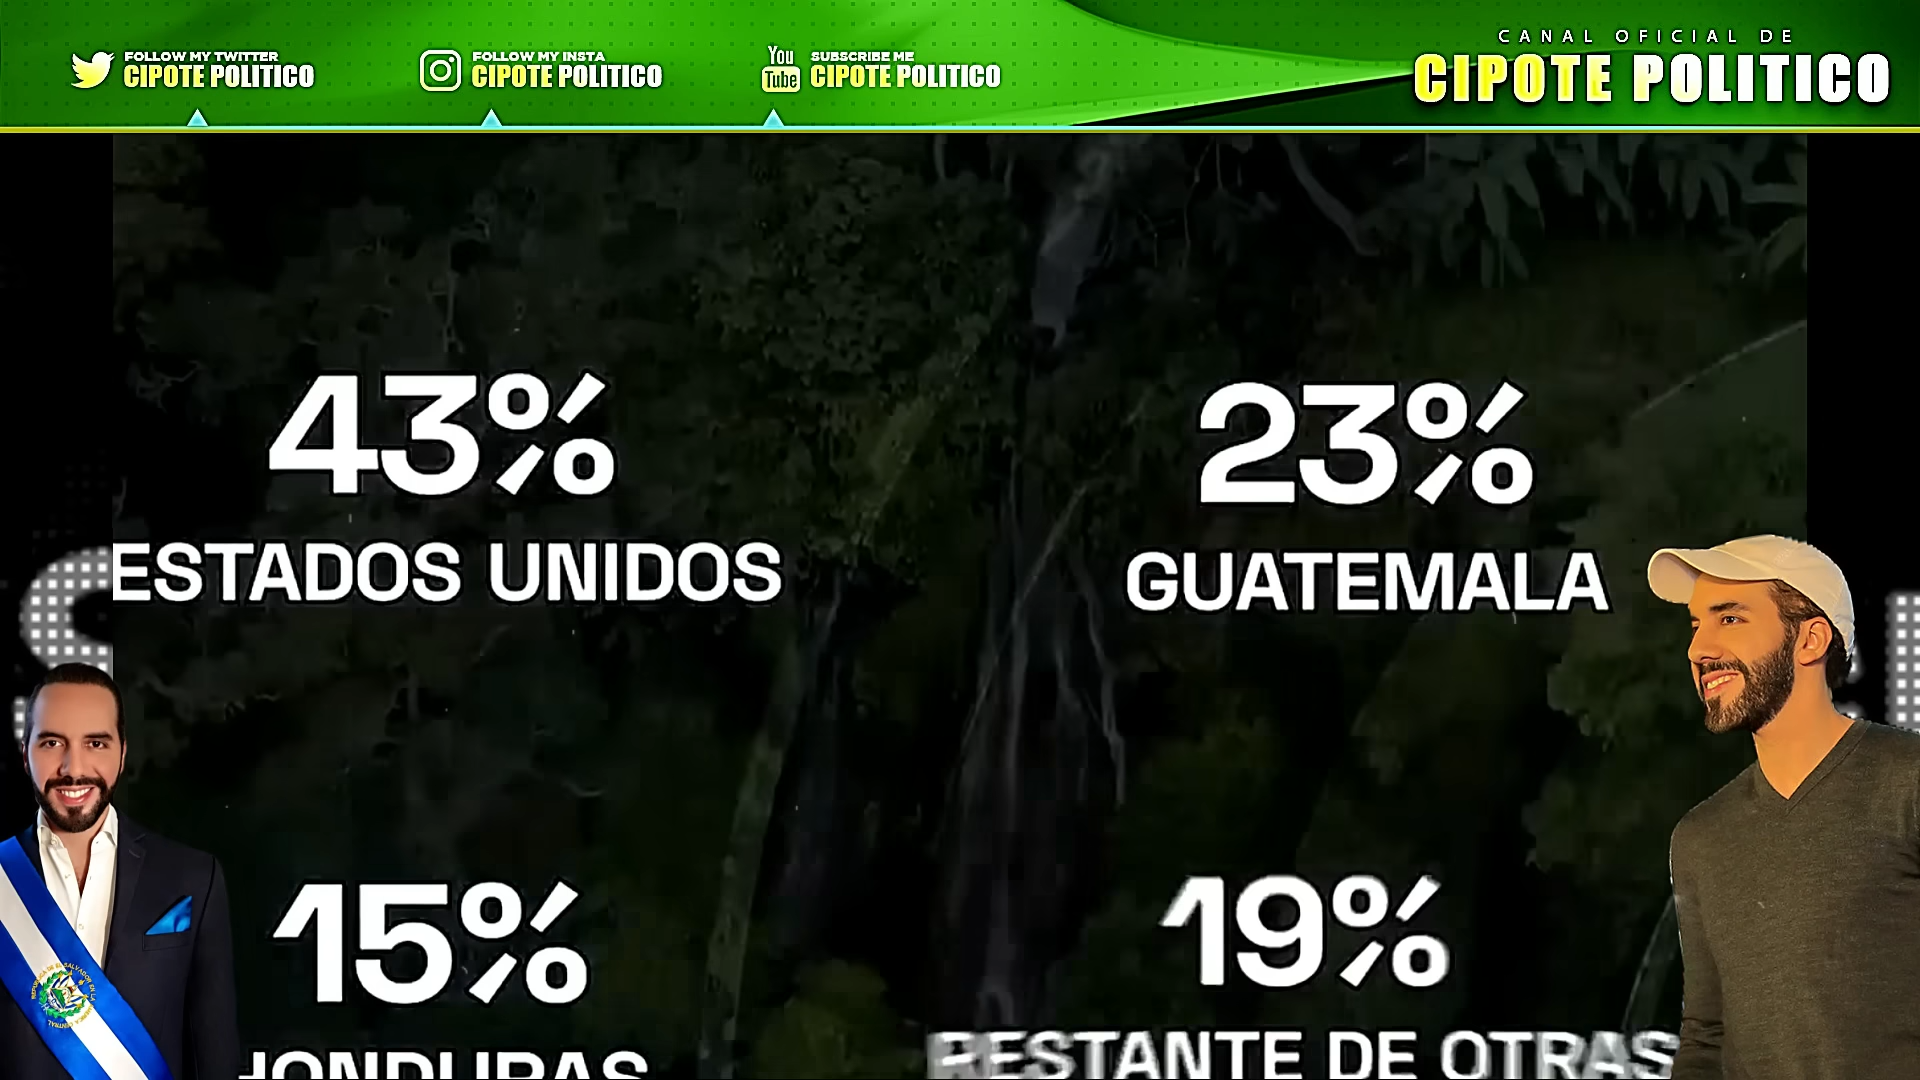 FOLLOW MY TWITTER
CIPOTE POLITICO
FOLLOW MY INSTA
CIPOTE POLITICO
You
Tube
SUBSCRIBE ME
CIPOTE POLITICO
CANAL OFICIAL DE
CIPOTE POLITICO
43%
ESTADOS UNIDOS
23%
GUATEMALA
15%
HONDURAS
19%
RESTANTE DE OTRAS